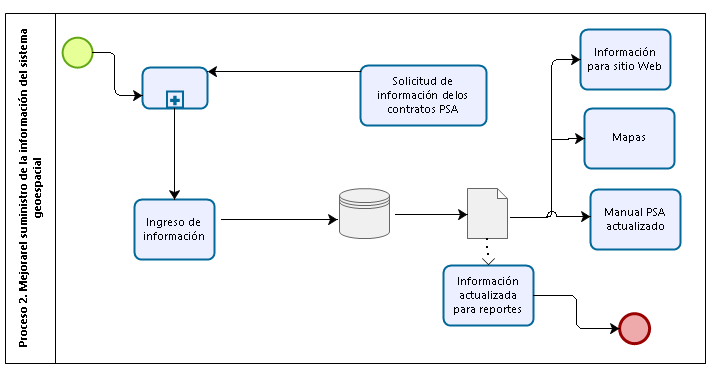 Proceso 2. Mejorarel suministro de la información del sistema
geoespacial
Solicitud de
información delos
contratos PSA
Información
para sitio Web
Mapas
Ingreso de
información
Manual PSA
actualizado
Información
actualizada
para reportes